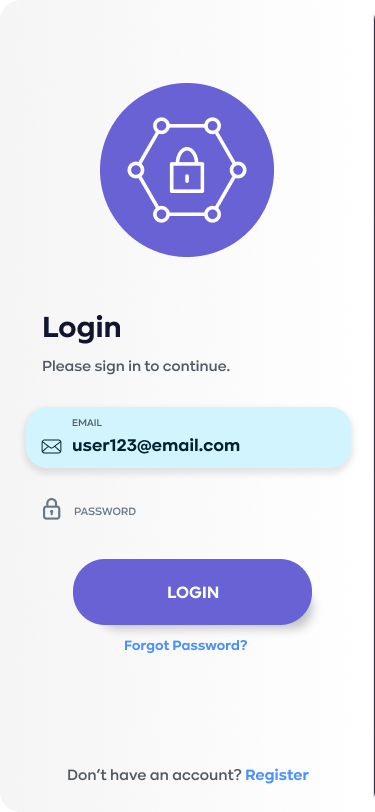 Login
Please sign in to continue.
EMAIL
user123@email.com
PASSWORD
LOGIN
Forgot Password?
Don't have an account? Register